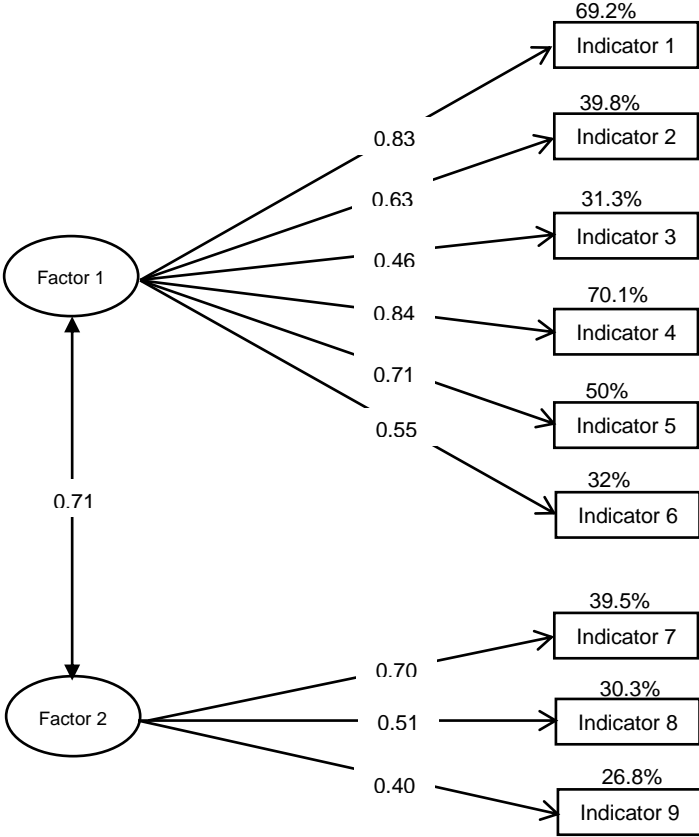 69.2%
Indicator 1
39.8%
Indicator 2
0.83
0.63
31.3%
Indicator 3
0.46
Factor 1
70.1%
Indicator 4
0.84
0.71
50%
Indicator 5
0.55
32%
Indicator 6
0.71
39.5%
Indicator 7
0.70
30.3%
Indicator 8
Factor 2
0.51
26.8%
Indicator 9
0.40